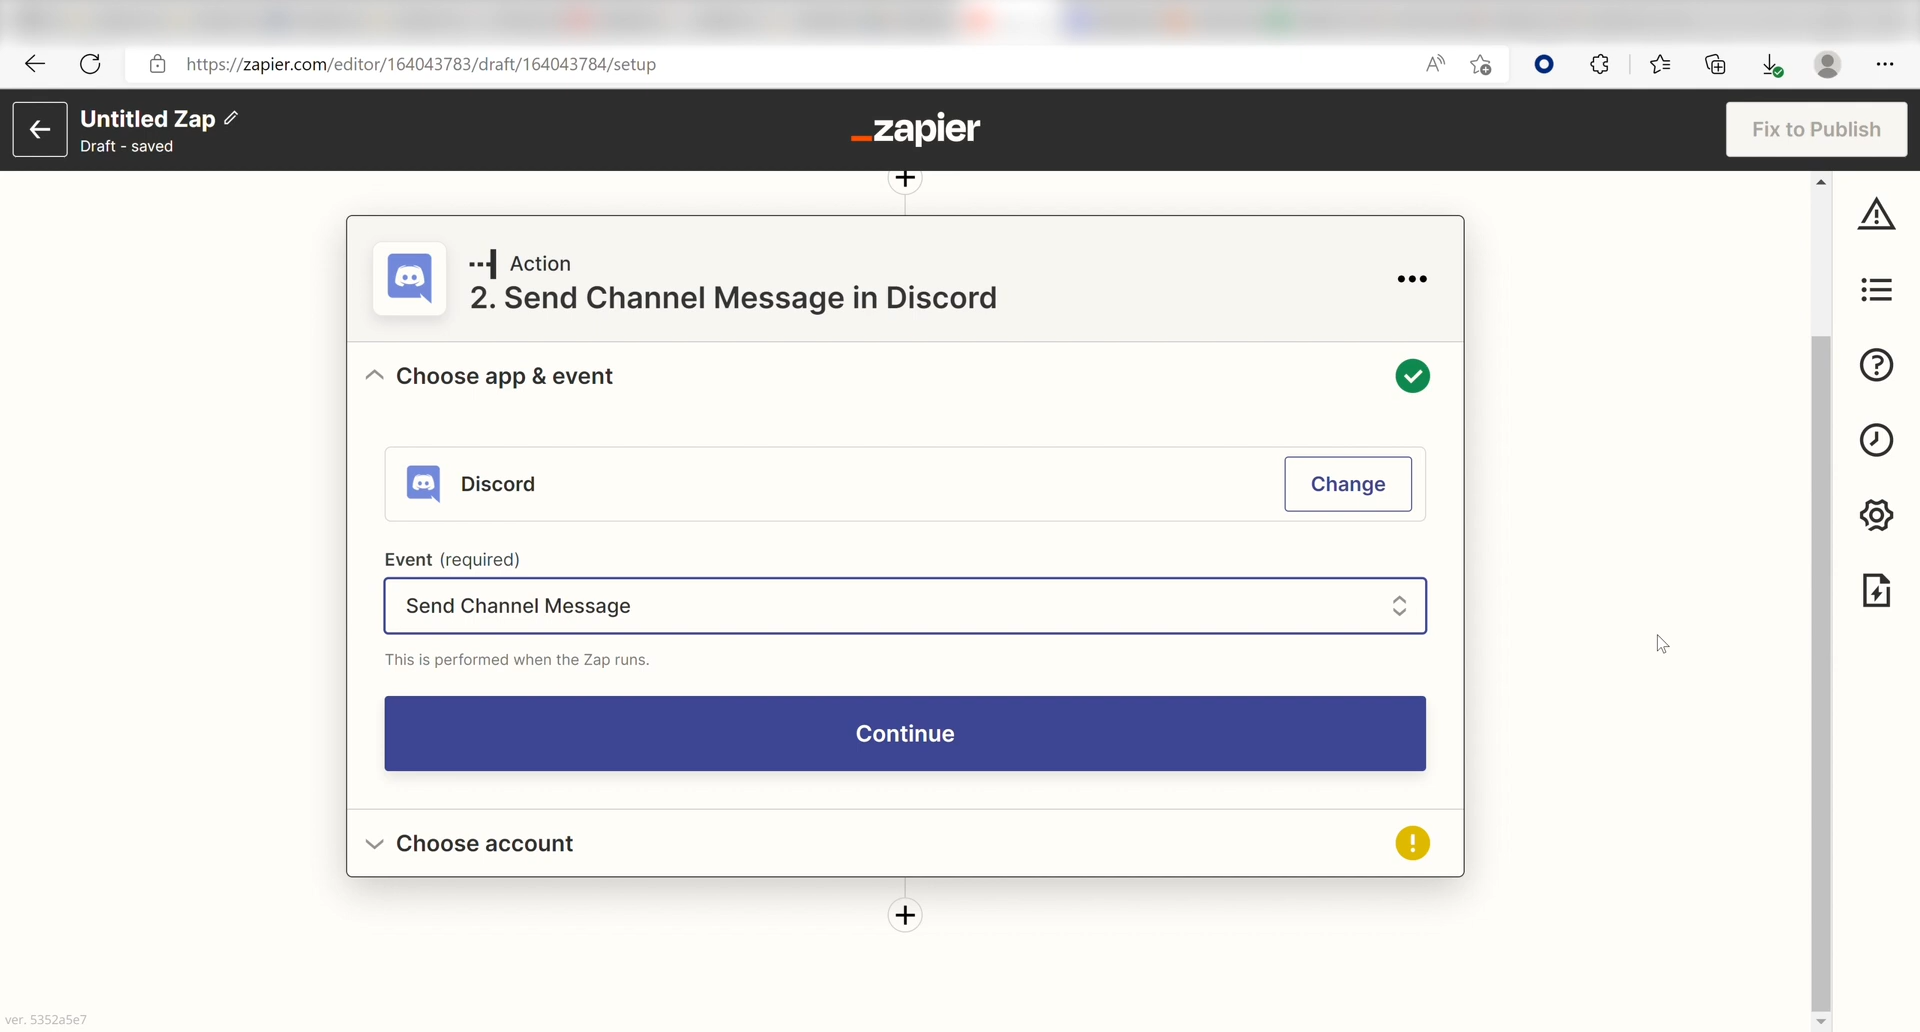 https://zapier.com/editor/164043783/draft/164043784/setup
Untitled Zap
Draft - saved
zapier
Fix to Publish
Action
2. Send Channel Message in Discord
Choose app & event
Discord
Change
Event (required)
Send Channel Message
This is performed when the Zap runs.
Continue
Choose account
ver. 5352a5e7